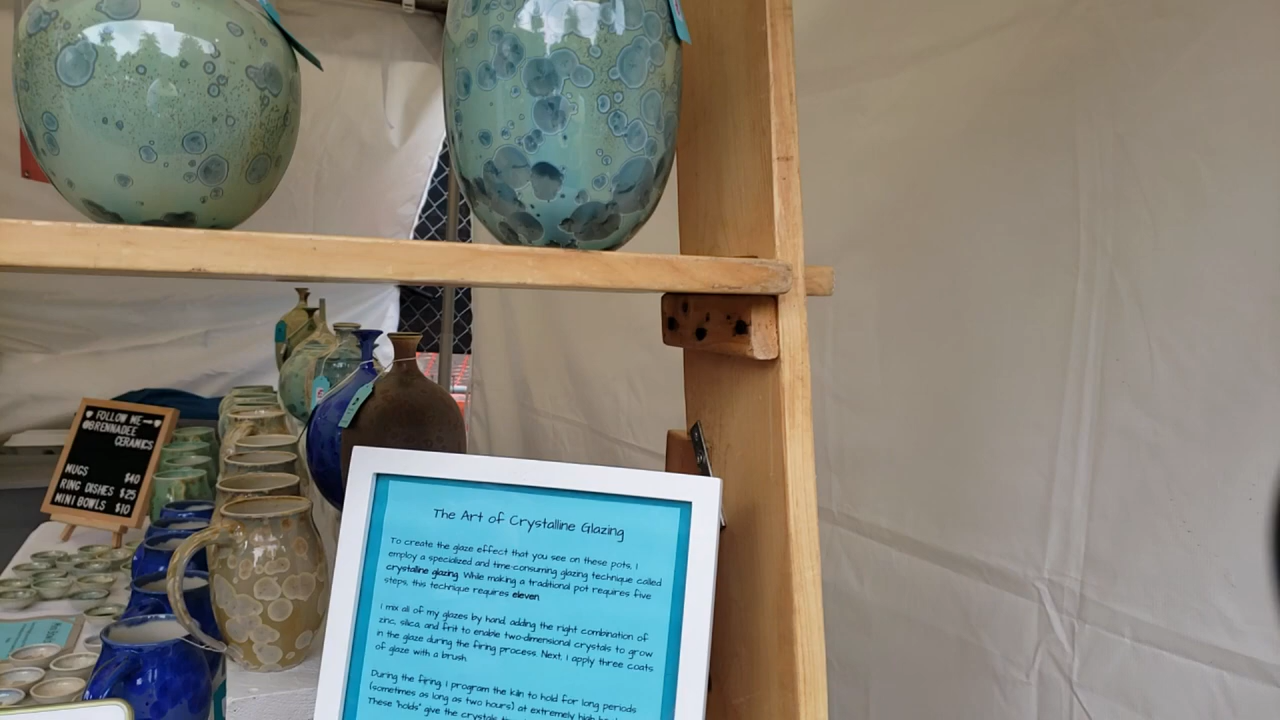 FOLLOW ME
@BRENNADEE
CERAMICS
MUGS $40
RING DISHES $25
MINI BOWLS $10
The Art of Crystalline Glazing
To create the glaze effect that you see on these pots, I
employ a specialized and time-consuming glazing technique called
crystalline glazing. While making a traditional pot requires five
steps, this technique requires eleven.
I mix all of my glazes by hand, adding the right combination of
zinc, silica, and frit to enable two-dimensional crystals to grow
in the glaze during the firing process. Next, I apply three coats
of glaze with a brush.
During the firing, I program the kiln to hold for long periods
(sometimes as long as two hours) at extremely high
These "holds" give the crystals